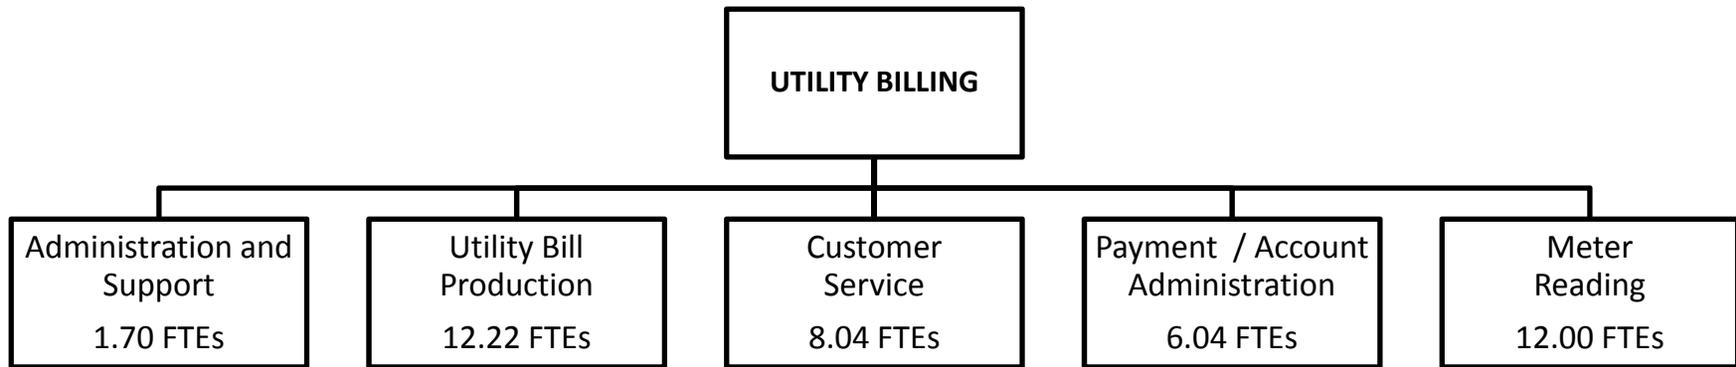 UTILITY BILLING
Administration and
Support
1.70 FTEs
Utility Bill
Production
12.22 FTEs
Customer
Service
8.04 FTEs
Payment  / Account
Administration
6.04 FTEs
Meter
Reading
12.00 FTEs